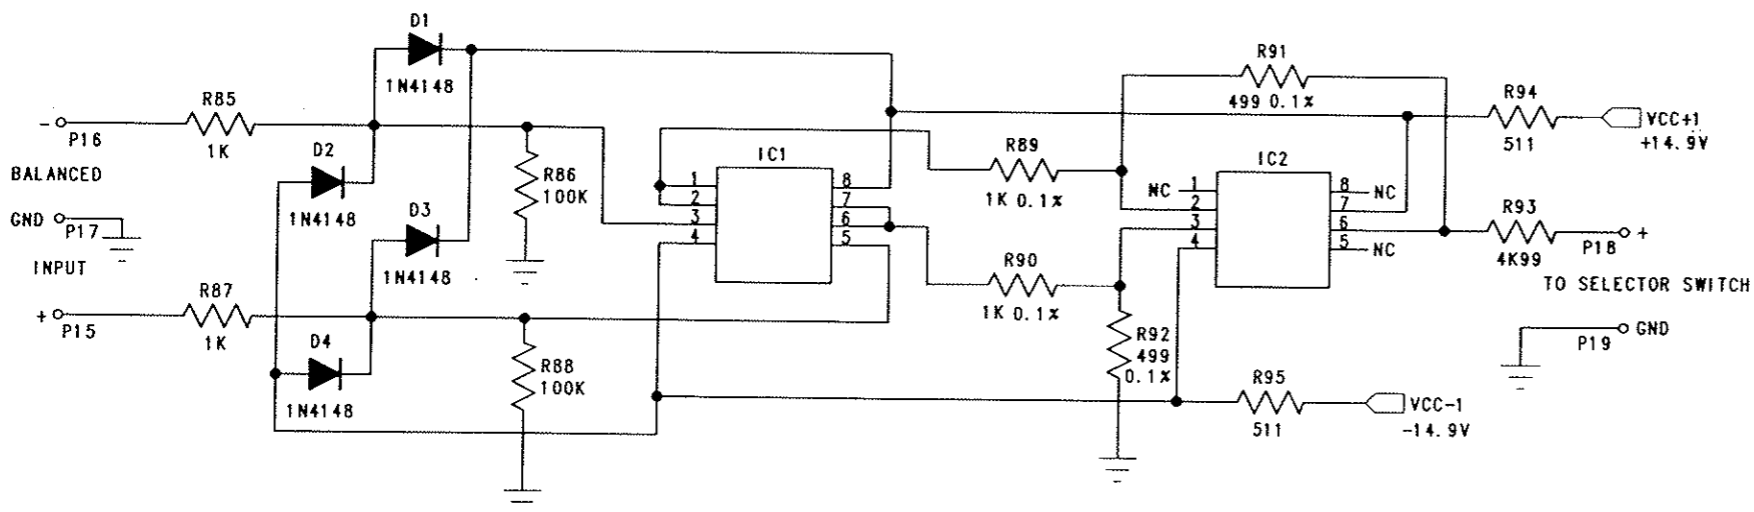 D1
1N4148
R85
1K
- P16
BALANCED
GND P17
INPUT
R87
1K
+ P15
D2
1N4148
D3
1N4148
D4
1N4148
R86
100K
R88
100K
IC1
1
2
3
4
8
7
6
5
R89
1K 0.1%
R90
1K 0.1%
R91
499 0.1%
R92
499
0.1%
IC2
NC 1
2
3
4
8 NC
7
6
5 NC
R94
511
VCC+1
+14.9V
R93
4K99
P18 +
TO SELECTOR SWITCH
P19 GND
R95
511
VCC-1
-14.9V